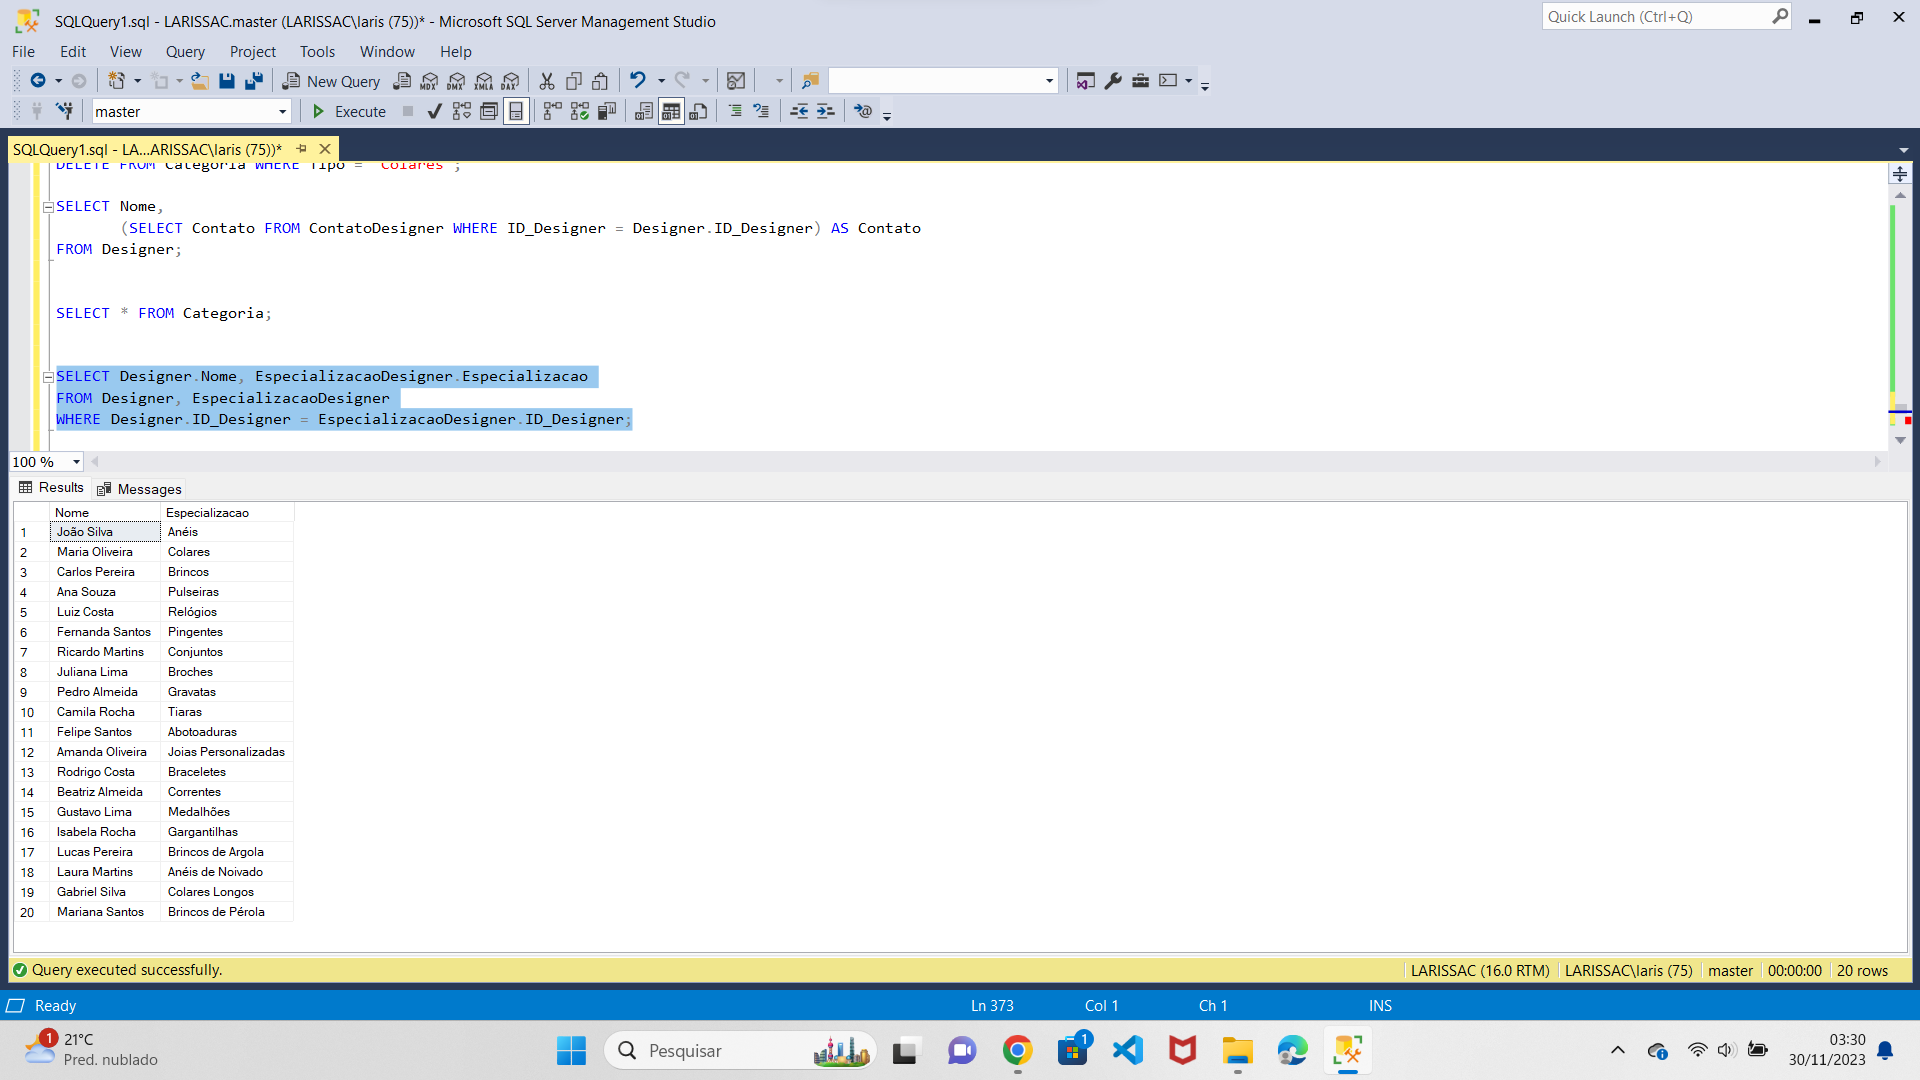 SQLQuery1.sql - LARISSAC.master (LARISSAC\laris (75))* - Microsoft SQL Server Management Studio
Quick Launch (Ctrl+Q)
File Edit View Query Project Tools Window Help
New Query MDX DMX XMLA DAX
master Execute
SQLQuery1.sql - LA...ARISSAC\laris (75))*
DELETE FROM Categoria WHERE Tipo = 'Colares';
SELECT Nome,
(SELECT Contato FROM ContatoDesigner WHERE ID_Designer = Designer.ID_Designer) AS Contato
FROM Designer;
SELECT * FROM Categoria;
SELECT Designer.Nome, EspecializacaoDesigner.Especializacao
FROM Designer, EspecializacaoDesigner
WHERE Designer.ID_Designer = EspecializacaoDesigner.ID_Designer;
100 %
Results Messages
Nome Especializacao
1 João Silva Anéis
2 Maria Oliveira Colares
3 Carlos Pereira Brincos
4 Ana Souza Pulseiras
5 Luiz Costa Relógios
6 Fernanda Santos Pingentes
7 Ricardo Martins Conjuntos
8 Juliana Lima Broches
9 Pedro Almeida Gravatas
10 Camila Rocha Tiaras
11 Felipe Santos Abotoaduras
12 Amanda Oliveira Joias Personalizadas
13 Rodrigo Costa Braceletes
14 Beatriz Almeida Correntes
15 Gustavo Lima Medalhões
16 Isabela Rocha Gargantilhas
17 Lucas Pereira Brincos de Argola
18 Laura Martins Anéis de Noivado
19 Gabriel Silva Colares Longos
20 Mariana Santos Brincos de Pérola
Query executed successfully. LARISSAC (16.0 RTM) LARISSAC\laris (75) master 00:00:00 20 rows
Ready Ln 373 Col 1 Ch 1 INS
1 21°C
Pred. nublado
Pesquisar
1
03:30
30/11/2023